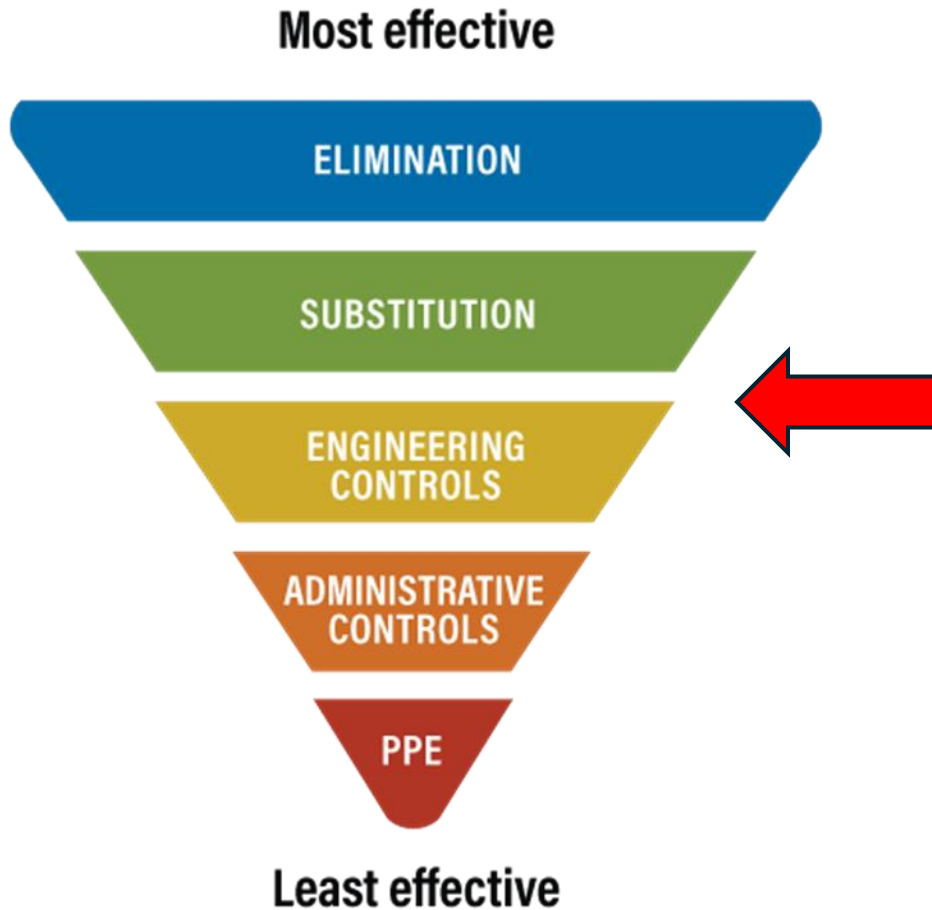 Most effective
ELIMINATION
SUBSTITUTION
ENGINEERING
CONTROLS
ADMINISTRATIVE
CONTROLS
PPE
Least effective